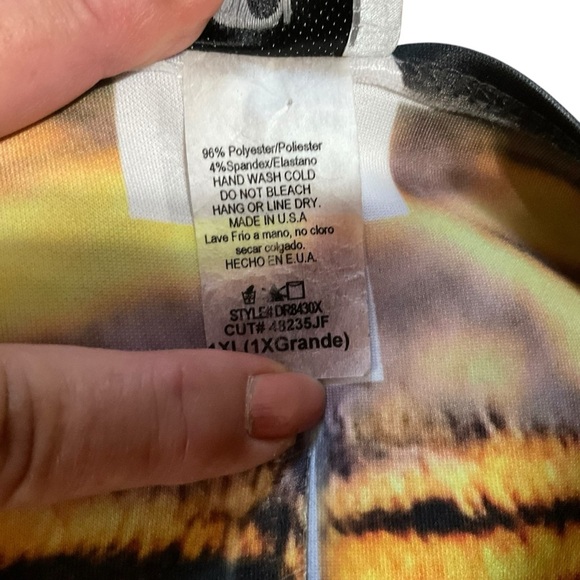 96% Polyester/Poliester
4%Spandex/Elastano
HAND WASH COLD
DO NOT BLEACH
HANG OR LINE DRY.
MADE IN U.S.A
Lave Frio a mano, no cloro
secar colgado.
HECHO EN E.U.A.
STYLE# DR8430X
CUT# 48235JF
1XL(1XGrande)